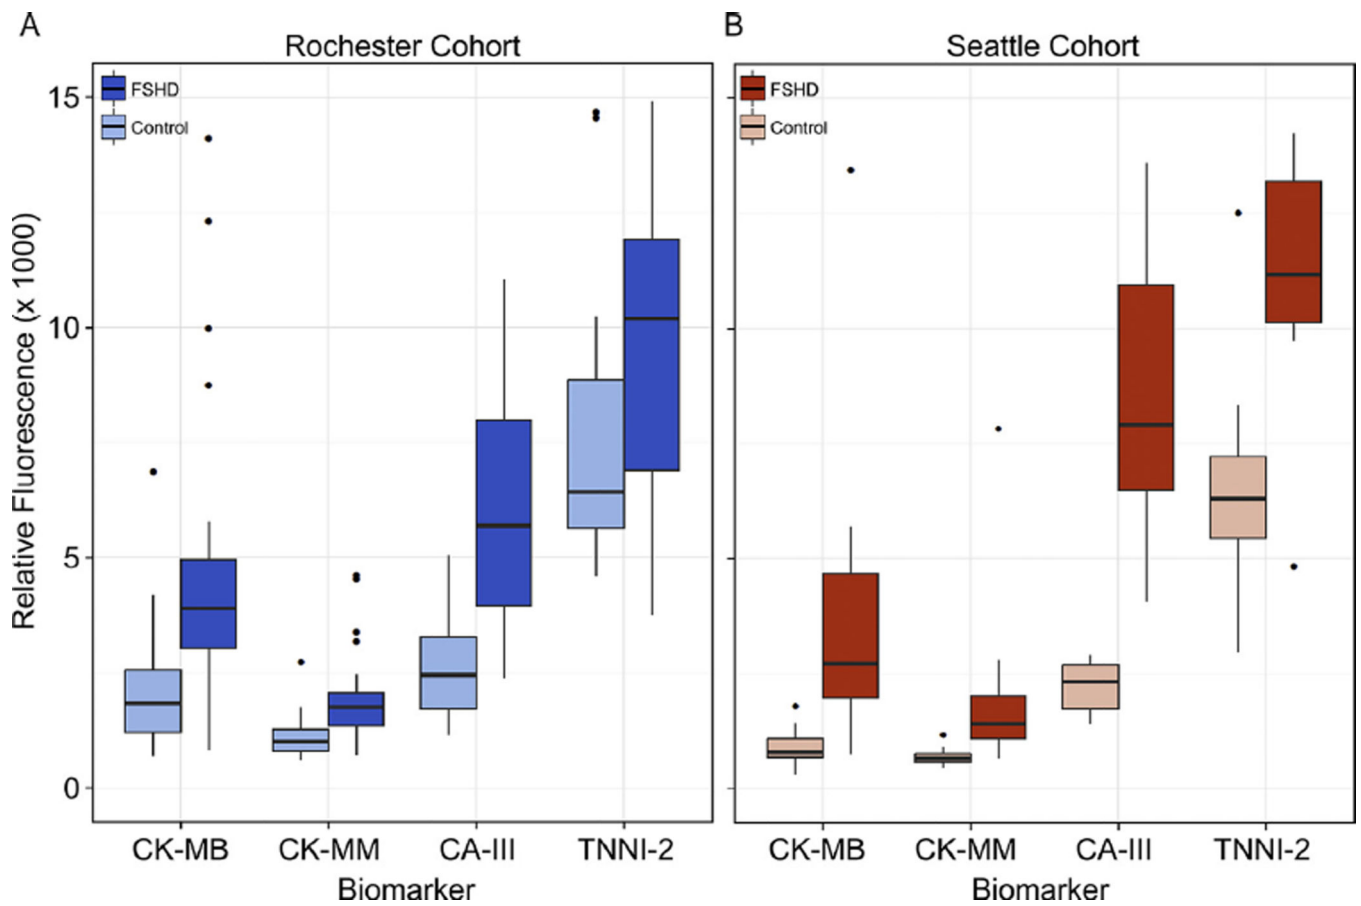 A
Rochester Cohort
FSHD
Control
Relative Fluorescence (x 1000)
15
10
5
0
CK-MB
CK-MM
CA-III
TNNI-2
Biomarker
B
Seattle Cohort
FSHD
Control
CK-MB
CK-MM
CA-III
TNNI-2
Biomarker